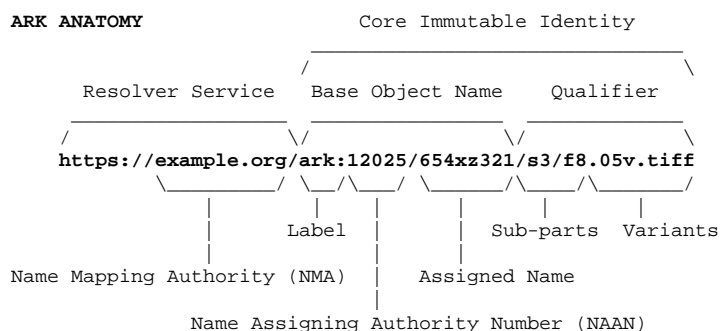 ARK ANATOMY Core Immutable Identity
Resolver Service Base Object Name Qualifier
https://example.org/ark:12025/654xz321/s3/f8.05v.tiff
Label Sub-parts Variants
Name Mapping Authority (NMA) Assigned Name
Name Assigning Authority Number (NAAN)